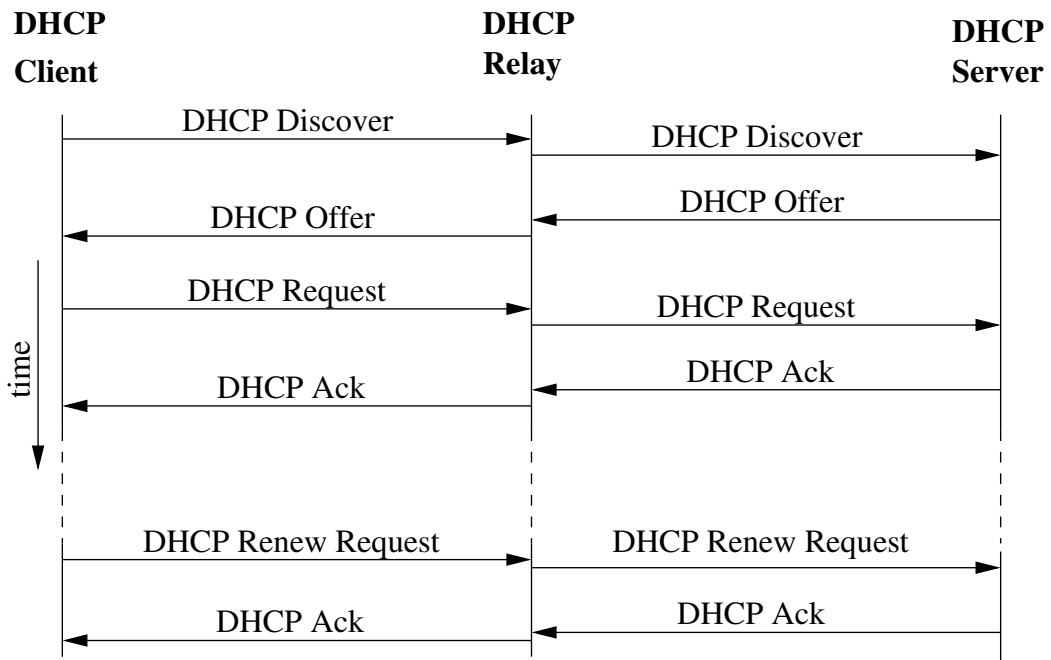 DHCP
Client
DHCP
Relay
DHCP
Server
DHCP Discover
DHCP Discover
DHCP Offer
DHCP Offer
DHCP Request
DHCP Request
time
DHCP Ack
DHCP Ack
DHCP Renew Request
DHCP Renew Request
DHCP Ack
DHCP Ack